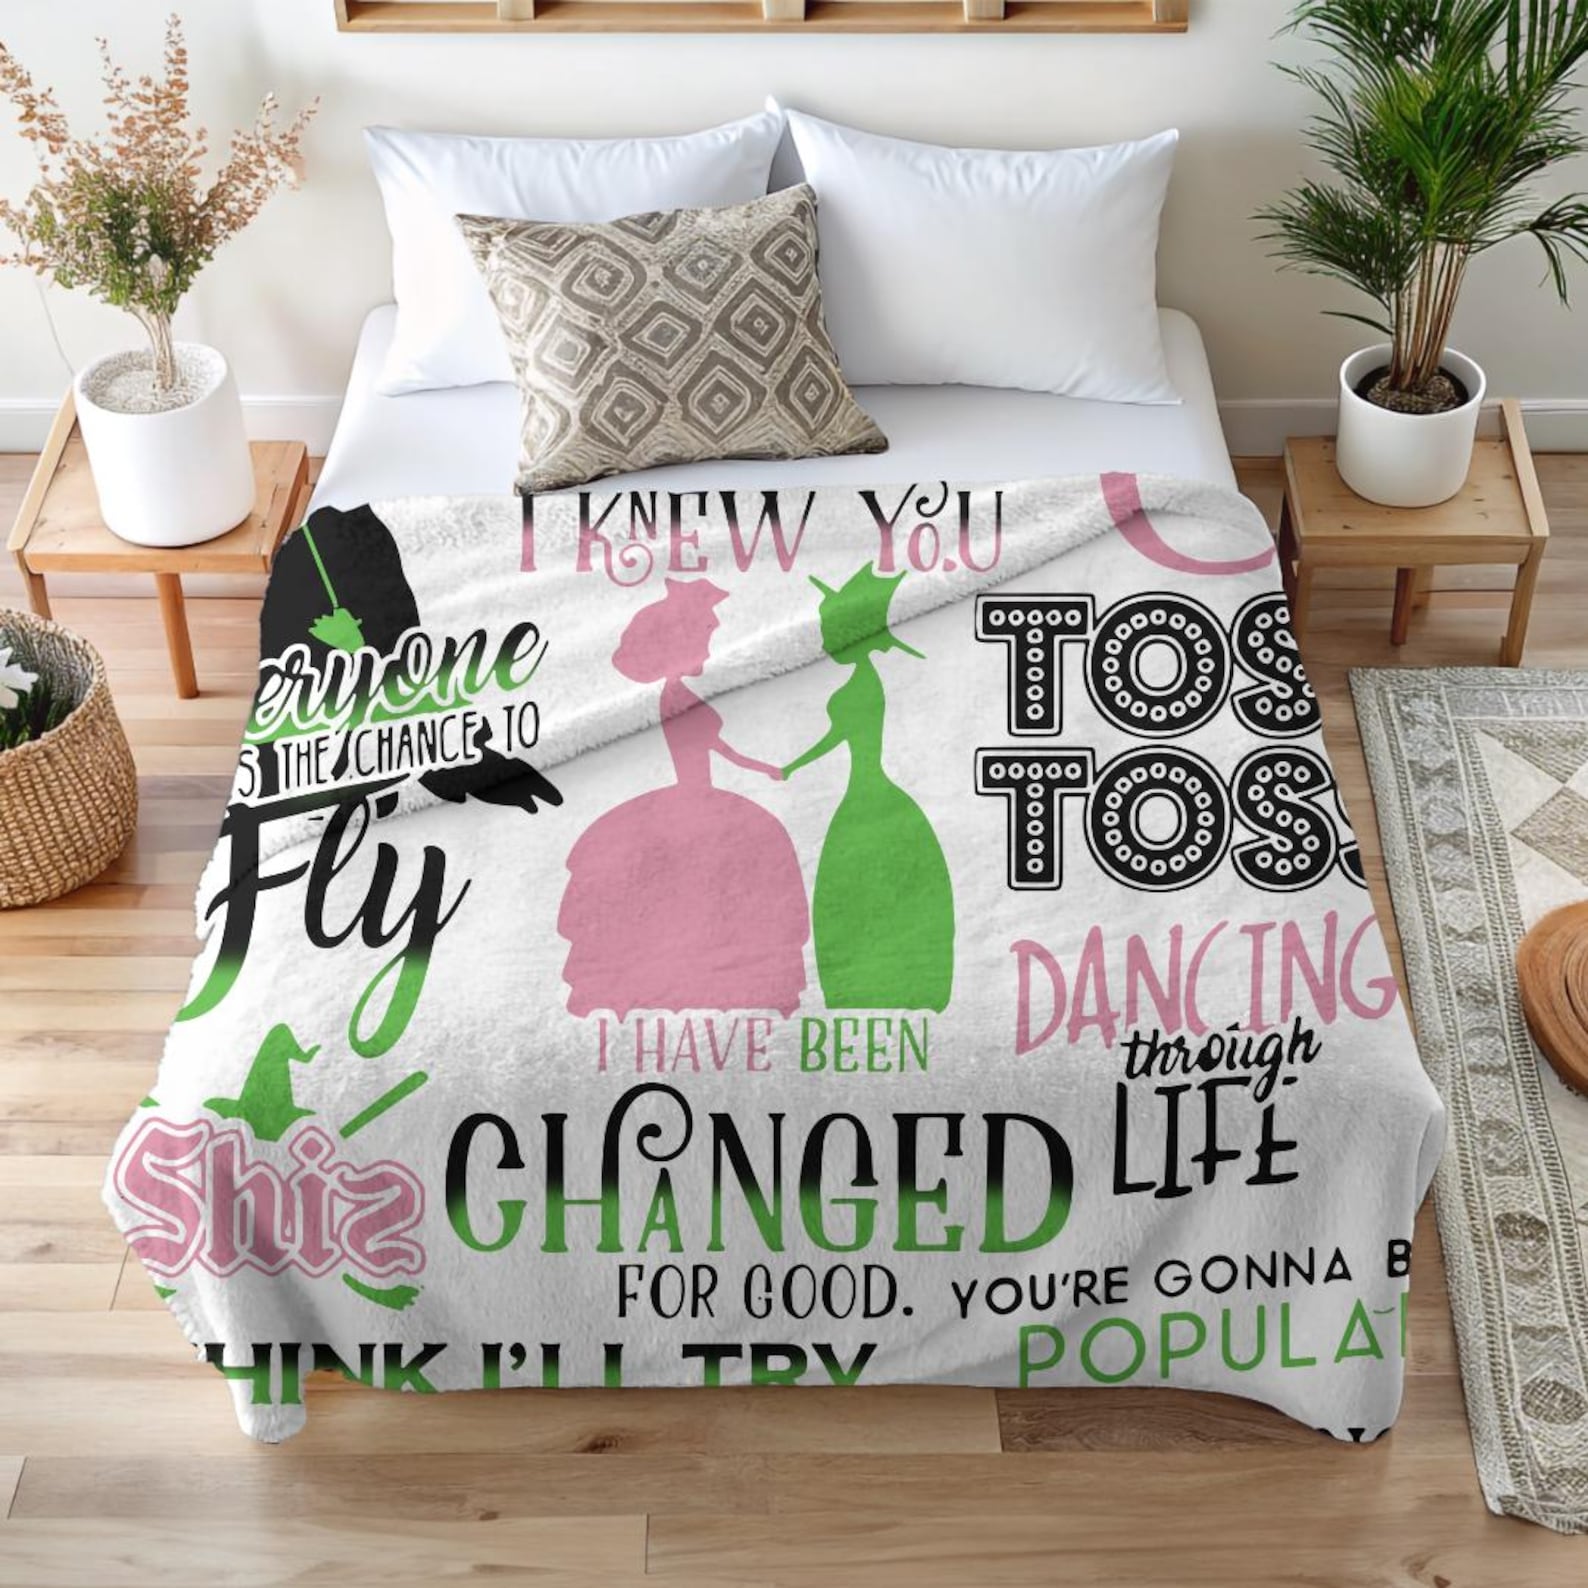 I KNEW YOU
eryone
S THE CHANCE TO
Fly
TOS
TOSS
DANCING
through
LIFE
I HAVE BEEN
CHANGED
FOR GOOD.
Shiz
YOU'RE GONNA B
POPULA
HINK I'LL TRY